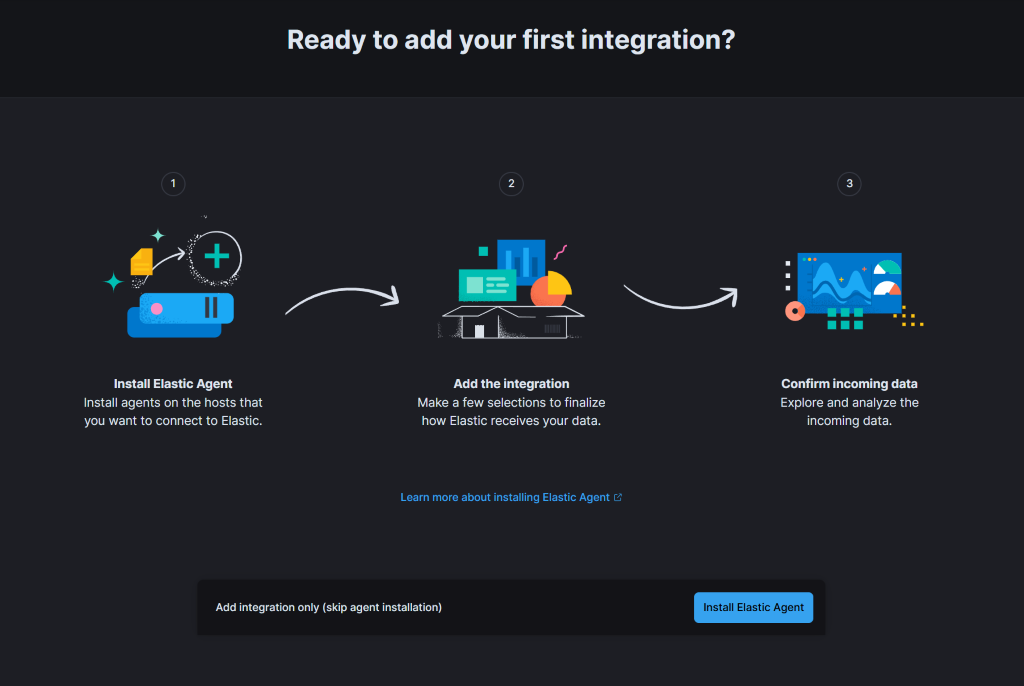 Ready to add your first integration?
1
2
3
Install Elastic Agent
Install agents on the hosts that
you want to connect to Elastic.
Add the integration
Make a few selections to finalize
how Elastic receives your data.
Confirm incoming data
Explore and analyze the
incoming data.
Learn more about installing Elastic Agent
Add integration only (skip agent installation)
Install Elastic Agent